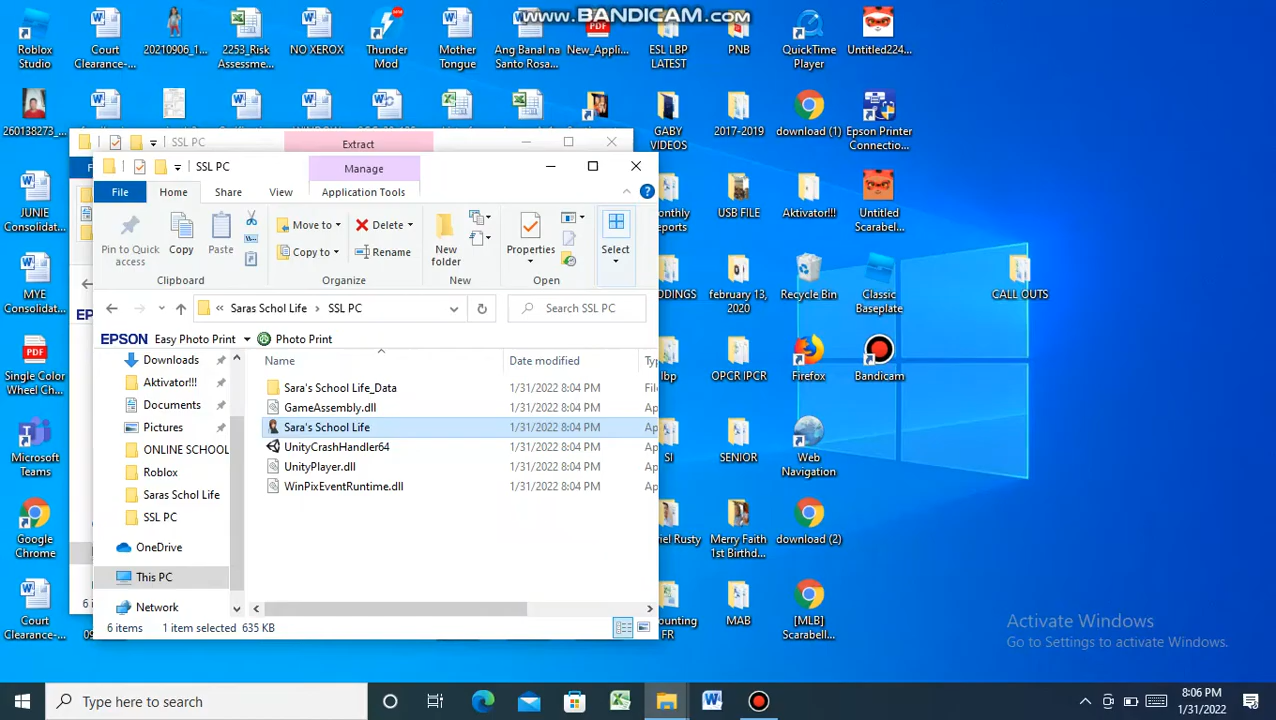 www.BANDICAM.com
Roblox
Studio
Court
Clearance-...
20210906_1...
2253_Risk
Assessme...
NO XEROX
Thunder
Mod
Mother
Tongue
Ang Banal na
Santo Rosa...
New_Appli...
ESL LBP
LATEST
PNB
QuickTime
Player
Untitled224...
260138273_...
GABY
VIDEOS
2017-2019
download (1)
Epson Printer
Connectio...
SSL PC
Extract
SSL PC
Manage
File
Home
Share
View
Application Tools
JUNIE
Consolidat...
USB FILE
Aktivator!!!
Untitled
Scarabel...
Pin to Quick
access
Copy
Paste
Move to
Copy to
Delete
Rename
New
folder
Properties
Select
Clipboard
Organize
New
Open
MYE
Consolidat...
february 13,
2020
Recycle Bin
Classic
Baseplate
CALL OUTS
« Saras Schol Life › SSL PC
Search SSL PC
EPSON Easy Photo Print
Photo Print
Single Color
Wheel Ch...
lbp
OPCR IPCR
Firefox
Bandicam
Downloads
Aktivator!!!
Documents
Pictures
ONLINE SCHOOL
Roblox
Saras Schol Life
SSL PC
OneDrive
This PC
Network
Name
Date modified
Ty
Sara's School Life_Data 1/31/2022 8:04 PM Fil
GameAssembly.dll 1/31/2022 8:04 PM Ap
Sara's School Life 1/31/2022 8:04 PM Ap
UnityCrashHandler64 1/31/2022 8:04 PM Ap
UnityPlayer.dll 1/31/2022 8:04 PM Ap
WinPixEventRuntime.dll 1/31/2022 8:04 PM Ap
6 items 1 item selected 635 KB
Microsoft
Teams
SI
SENIOR
Web
Navigation
Google
Chrome
Merry Faith
1st Birthd...
download (2)
Court
Clearance-...
MAB
[MLB]
Scarabell...
Activate Windows
Go to Settings to activate Windows.
Type here to search
8:06 PM
1/31/2022